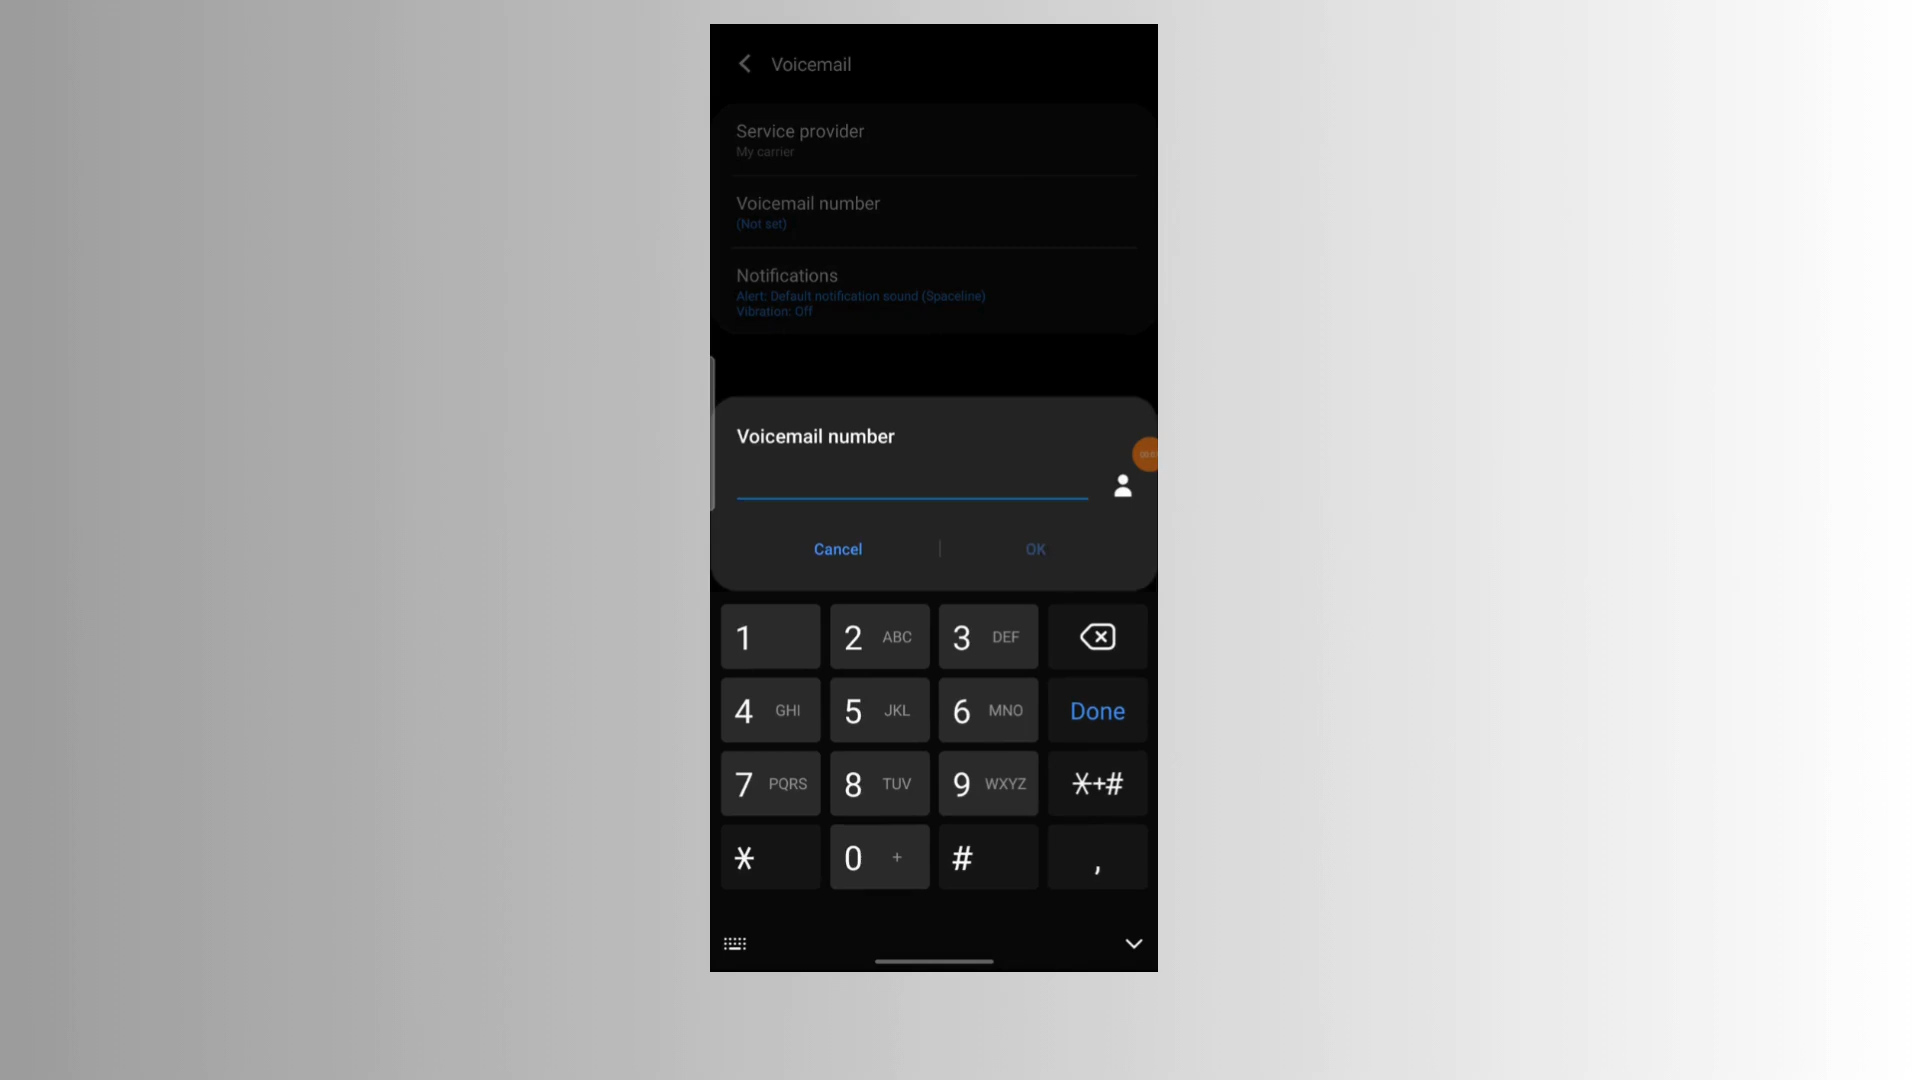 Voicemail
Service provider
My carrier
Voicemail number
(Not set)
Notifications
Alert: Default notification sound (Spaceline)
Vibration: Off
Voicemail number
Cancel | OK
1 2 ABC 3 DEF
4 GHI 5 JKL 6 MNO Done
7 PQRS 8 TUV 9 WXYZ *+#
* 0 + # ,